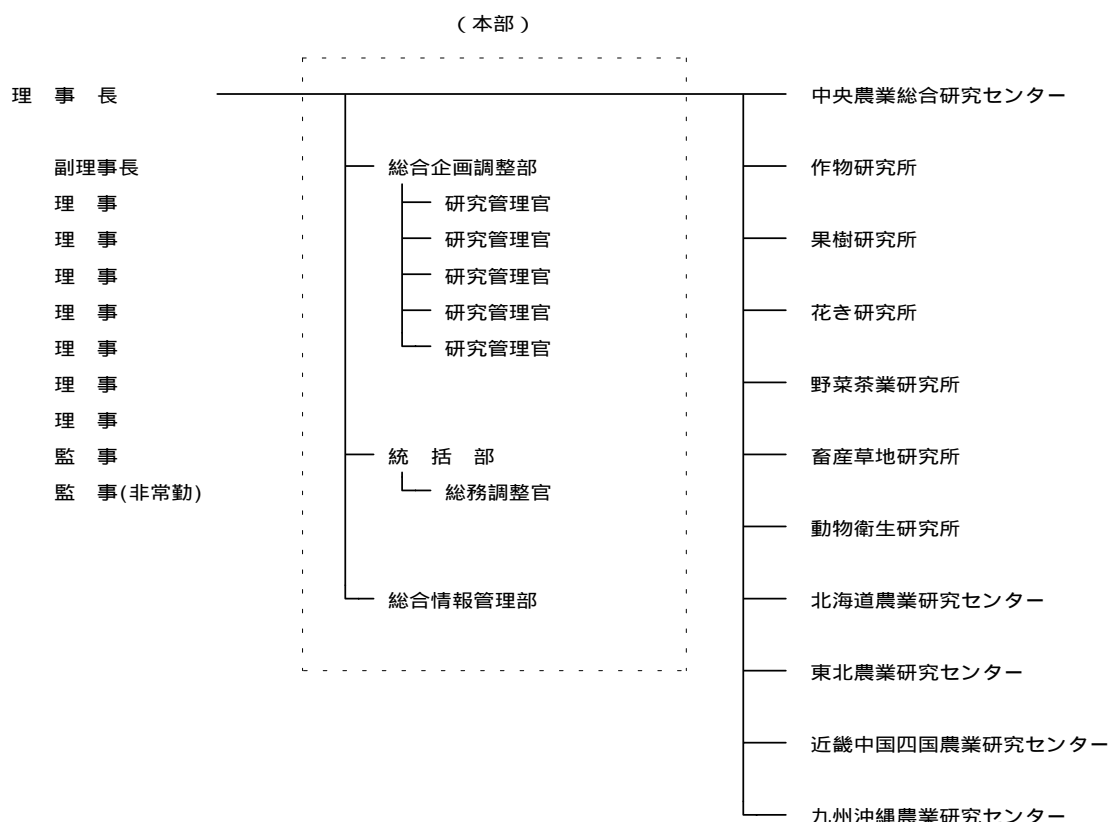 (本部)
理 事 長
中央農業総合研究センター
副理事長
総合企画調整部
作物研究所
理 事
研究管理官
理 事
研究管理官
果樹研究所
理 事
研究管理官
理 事
研究管理官
花き研究所
理 事
研究管理官
理 事
野菜茶業研究所
理 事
監 事
統 括 部
畜産草地研究所
監 事(非常勤)
総務調整官
動物衛生研究所
総合情報管理部
北海道農業研究センター
東北農業研究センター
近畿中国四国農業研究センター
九州沖縄農業研究センター